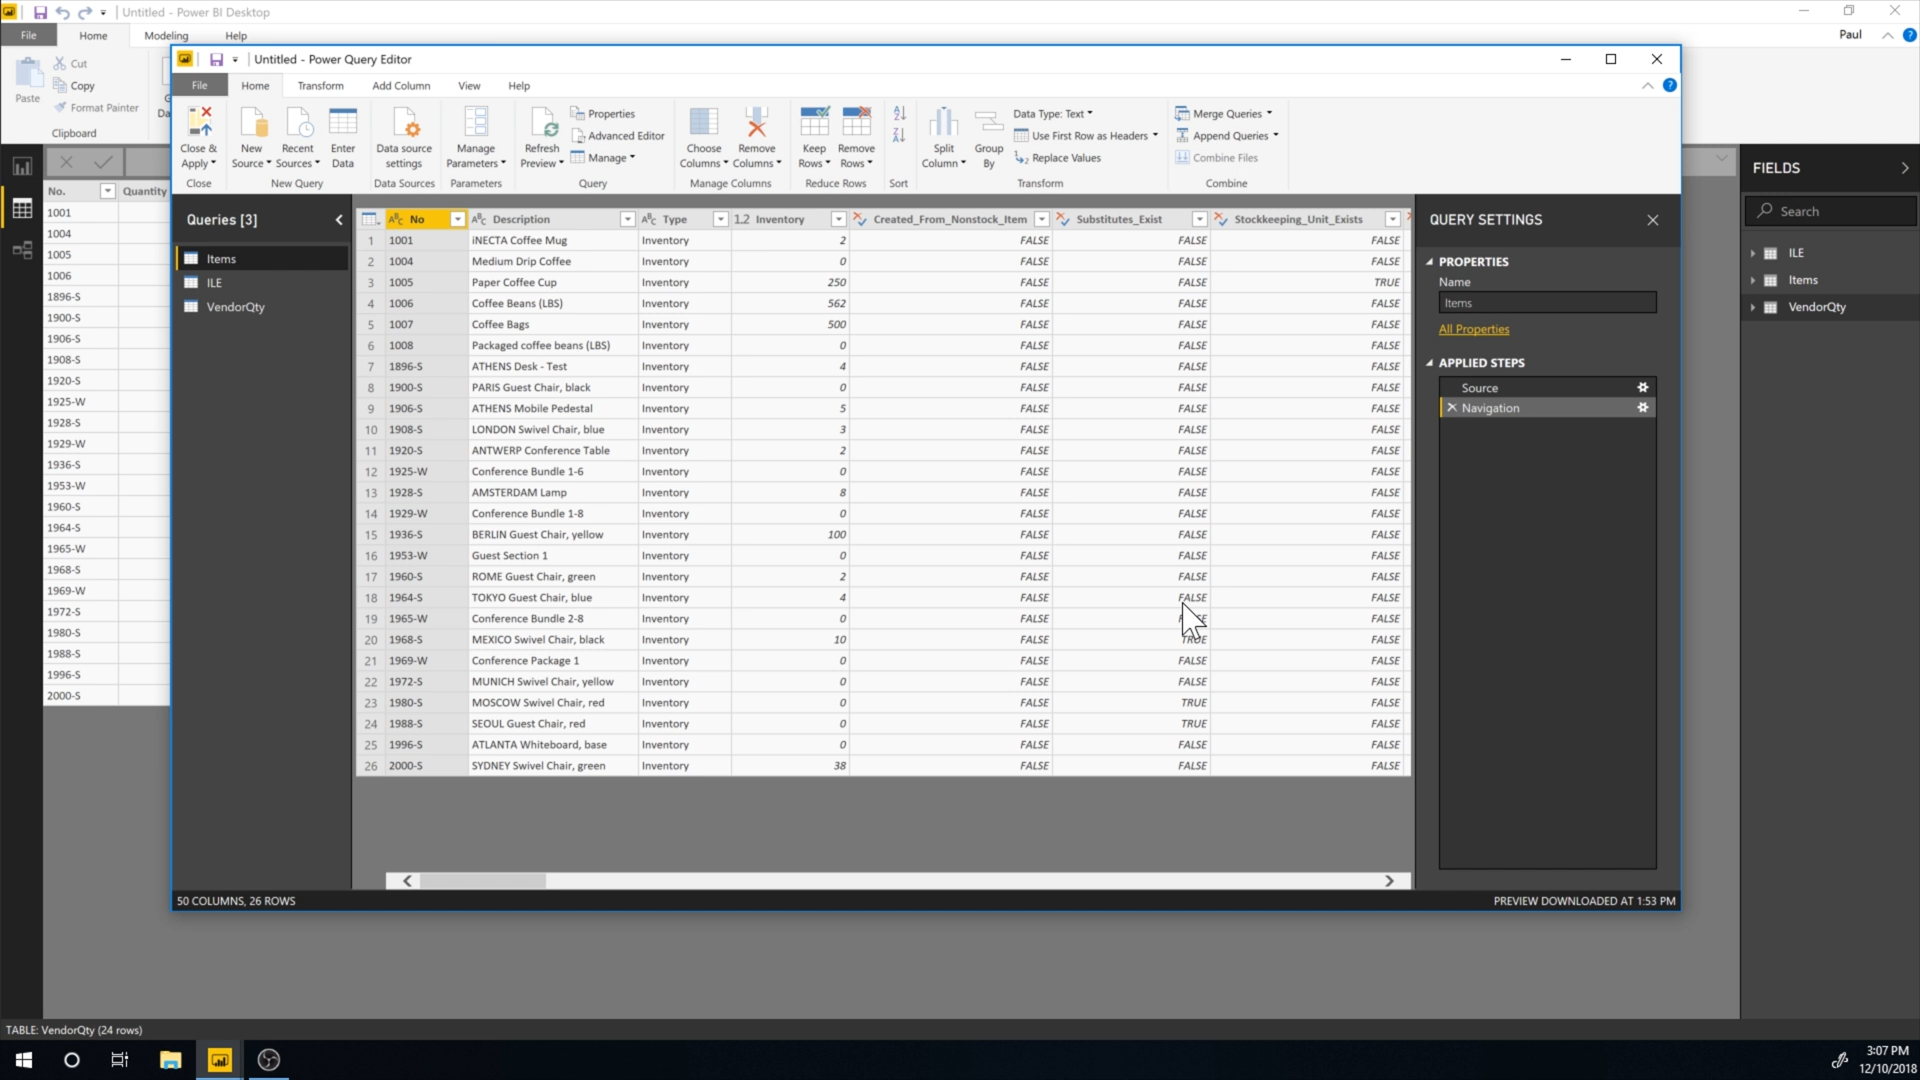 Untitled - Power BI Desktop
File Home Modeling Help
Paul
Paste
Cut
Copy
Format Painter
Clipboard
No. Quantity
1001
1004
1005
1006
1896-S
1900-S
1906-S
1908-S
1920-S
1925-W
1928-S
1929-W
1936-S
1953-W
1960-S
1964-S
1965-W
1968-S
1969-W
1972-S
1980-S
1988-S
1996-S
2000-S
Untitled - Power Query Editor
File Home Transform Add Column View Help
Close & Apply
Close
New Source
Recent Sources
Enter Data
New Query
Data source settings
Data Sources
Manage Parameters
Parameters
Refresh Preview
Properties
Advanced Editor
Manage
Query
Choose Columns
Remove Columns
Manage Columns
Keep Rows
Remove Rows
Reduce Rows
Sort
Split Column
Group By
Data Type: Text
Use First Row as Headers
Replace Values
Transform
Merge Queries
Append Queries
Combine Files
Combine
Queries [3]
Items
ILE
VendorQty
No Description Type 1.2 Inventory Created_From_Nonstock_Item Substitutes_Exist Stockkeeping_Unit_Exists
1 1001 iNECTA Coffee Mug Inventory 2 FALSE FALSE FALSE
2 1004 Medium Drip Coffee Inventory 0 FALSE FALSE FALSE
3 1005 Paper Coffee Cup Inventory 250 FALSE FALSE TRUE
4 1006 Coffee Beans (LBS) Inventory 562 FALSE FALSE FALSE
5 1007 Coffee Bags Inventory 500 FALSE FALSE FALSE
6 1008 Packaged coffee beans (LBS) Inventory 0 FALSE FALSE FALSE
7 1896-S ATHENS Desk - Test Inventory 4 FALSE FALSE FALSE
8 1900-S PARIS Guest Chair, black Inventory 0 FALSE FALSE FALSE
9 1906-S ATHENS Mobile Pedestal Inventory 5 FALSE FALSE FALSE
10 1908-S LONDON Swivel Chair, blue Inventory 3 FALSE FALSE FALSE
11 1920-S ANTWERP Conference Table Inventory 2 FALSE FALSE FALSE
12 1925-W Conference Bundle 1-6 Inventory 0 FALSE FALSE FALSE
13 1928-S AMSTERDAM Lamp Inventory 8 FALSE FALSE FALSE
14 1929-W Conference Bundle 1-8 Inventory 0 FALSE FALSE FALSE
15 1936-S BERLIN Guest Chair, yellow Inventory 100 FALSE FALSE FALSE
16 1953-W Guest Section 1 Inventory 0 FALSE FALSE FALSE
17 1960-S ROME Guest Chair, green Inventory 2 FALSE FALSE FALSE
18 1964-S TOKYO Guest Chair, blue Inventory 4 FALSE FALSE FALSE
19 1965-W Conference Bundle 2-8 Inventory 0 FALSE FALSE
20 1968-S MEXICO Swivel Chair, black Inventory 10 FALSE TRUE FALSE
21 1969-W Conference Package 1 Inventory 0 FALSE FALSE FALSE
22 1972-S MUNICH Swivel Chair, yellow Inventory 0 FALSE FALSE FALSE
23 1980-S MOSCOW Swivel Chair, red Inventory 0 FALSE TRUE FALSE
24 1988-S SEOUL Guest Chair, red Inventory 0 FALSE TRUE FALSE
25 1996-S ATLANTA Whiteboard, base Inventory 0 FALSE FALSE FALSE
26 2000-S SYDNEY Swivel Chair, green Inventory 38 FALSE FALSE FALSE
QUERY SETTINGS
PROPERTIES
Name
Items
All Properties
APPLIED STEPS
Source
Navigation
50 COLUMNS, 26 ROWS
PREVIEW DOWNLOADED AT 1:53 PM
FIELDS
Search
ILE
Items
VendorQty
TABLE: VendorQty (24 rows)
3:07 PM
12/10/2018